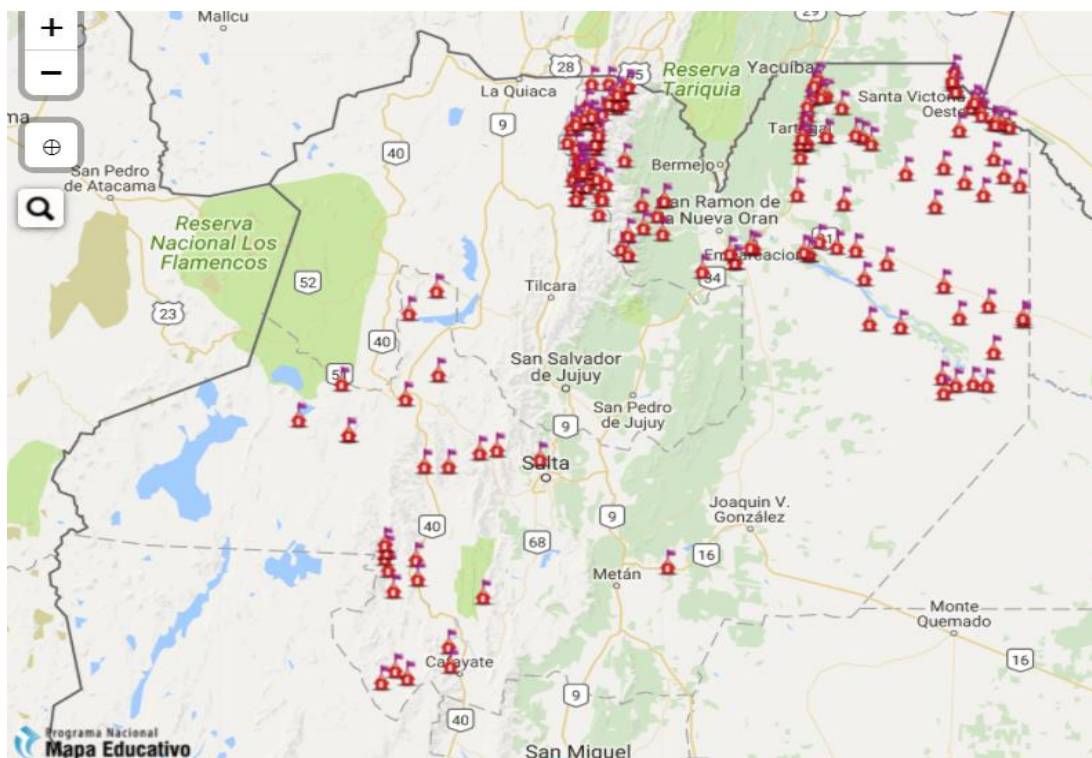 Mallcu
29
+
−
28
Reserva
Tariquia
Yacuíba
La Quiaca
Santa Victoria
Oeste
9
ma
Tartagal
40
Bermejo
San Pedro
de Atacama
San Ramon de
la Nueva Oran
Reserva
Nacional Los
Flamencos
Embarcacion
34
52
Tilcara
23
40
San Salvador
de Jujuy
51
San Pedro
de Jujuy
9
Salta
Joaquin V.
González
9
40
68
16
Metán
Monte
Quemado
16
Cafayate
9
40
Programa Nacional
Mapa Educativo
San Miguel